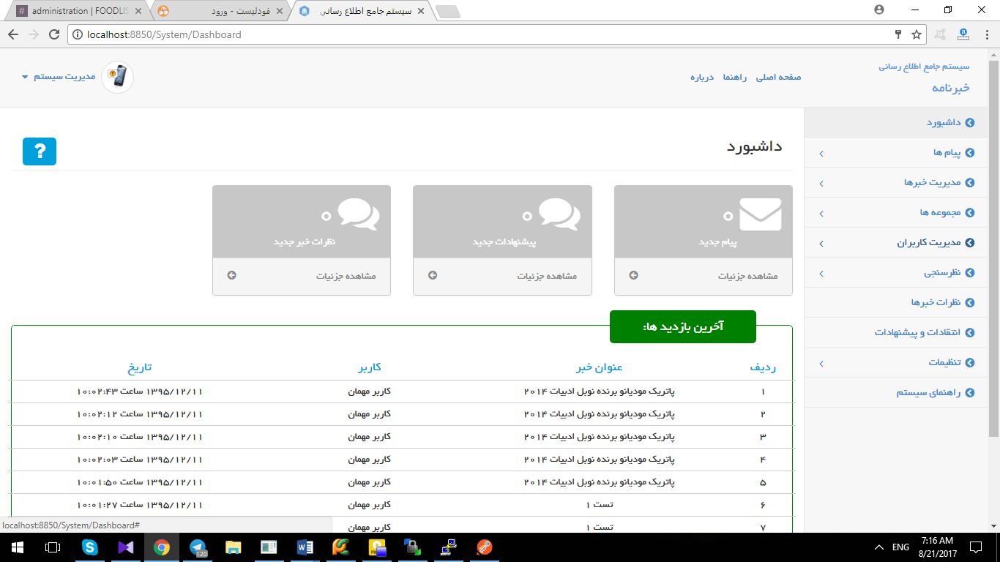 administration | FOODLIS
فودلیست - ورود
سیستم جامع اطلاع رسانی
localhost:8850/System/Dashboard
سیستم جامع اطلاع رسانی
خبرنامه
صفحه اصلی
راهنما
درباره
مدیریت سیستم
داشبورد
پیام ها
مدیریت خبرها
مجموعه ها
مدیریت کاربران
نظرسنجی
نظرات خبرها
انتقادات و پیشنهادات
تنظیمات
راهنمای سیستم
داشبورد
?
۰
پیام جدید
مشاهده جزئیات
۰
پیشنهادات جدید
مشاهده جزئیات
۰
نظرات خبر جدید
مشاهده جزئیات
آخرین بازدید ها:
ردیف عنوان خبر کاربر تاریخ
۱ پاتریک مودیانو برنده نوبل ادبیات ۲۰۱۴ کاربر مهمان ۱۳۹۵/۱۲/۱۱ ساعت ۱۰:۰۲:۴۳
۲ پاتریک مودیانو برنده نوبل ادبیات ۲۰۱۴ کاربر مهمان ۱۳۹۵/۱۲/۱۱ ساعت ۱۰:۰۲:۱۲
۳ پاتریک مودیانو برنده نوبل ادبیات ۲۰۱۴ کاربر مهمان ۱۳۹۵/۱۲/۱۱ ساعت ۱۰:۰۲:۱۰
۴ پاتریک مودیانو برنده نوبل ادبیات ۲۰۱۴ کاربر مهمان ۱۳۹۵/۱۲/۱۱ ساعت ۱۰:۰۲:۰۳
۵ پاتریک مودیانو برنده نوبل ادبیات ۲۰۱۴ کاربر مهمان ۱۳۹۵/۱۲/۱۱ ساعت ۱۰:۰۱:۵۰
۶ تست ۱ کاربر مهمان ۱۳۹۵/۱۲/۱۱ ساعت ۱۰:۰۱:۲۷
۷ تست ۱ کاربر مهمان
localhost:8850/System/Dashboard#
120
ENG
7:16 AM
8/21/2017